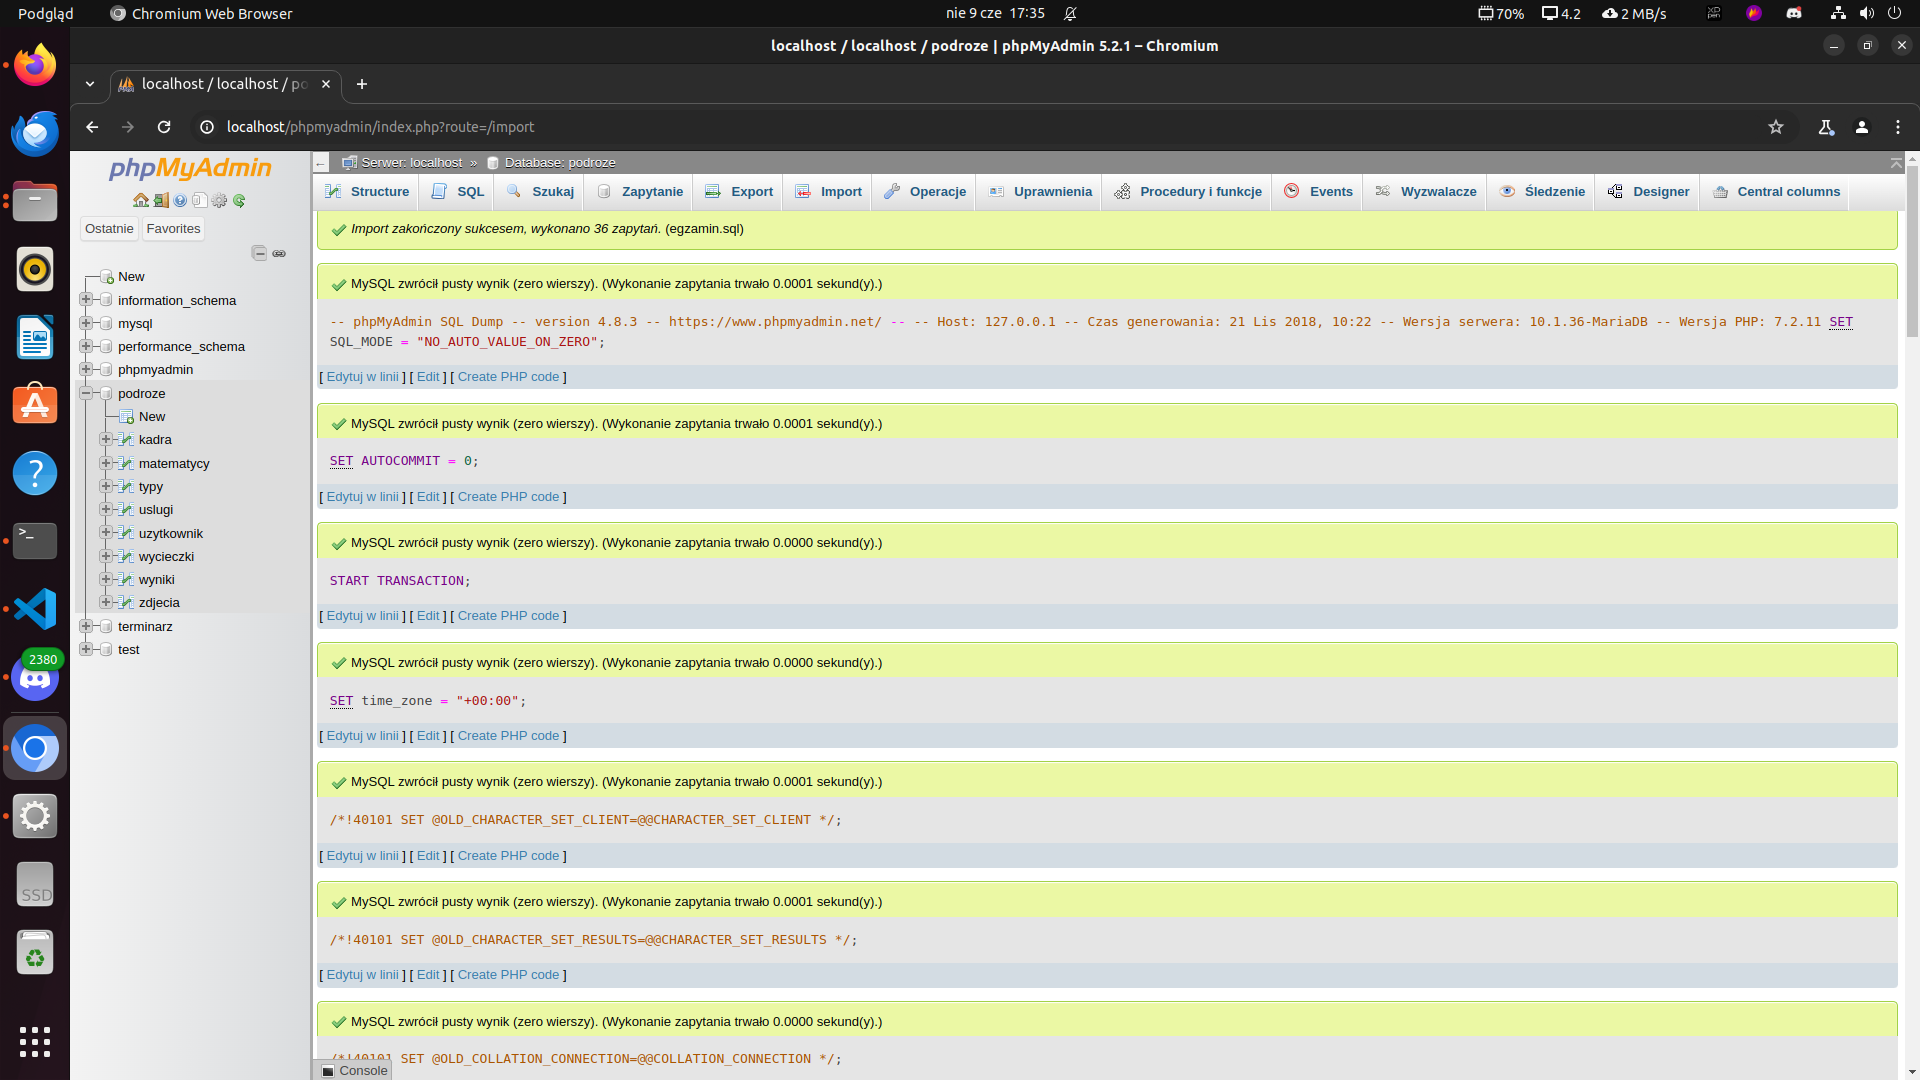 Podgląd
Chromium Web Browser
nie 9 cze 17:35
70%
4.2
2 MB/s
localhost / localhost / podroze | phpMyAdmin 5.2.1 – Chromium
localhost / localhost / po
localhost/phpmyadmin/index.php?route=/import
phpMyAdmin
Ostatnie
Favorites
New
information_schema
mysql
performance_schema
phpmyadmin
podroze
New
kadra
matematycy
typy
uslugi
uzytkownik
wycieczki
wyniki
zdjecia
terminarz
test
2380
SSD
Serwer: localhost » Database: podroze
Structure
SQL
Szukaj
Zapytanie
Export
Import
Operacje
Uprawnienia
Procedury i funkcje
Events
Wyzwalacze
Śledzenie
Designer
Central columns
Import zakończony sukcesem, wykonano 36 zapytań. (egzamin.sql)
MySQL zwrócił pusty wynik (zero wierszy). (Wykonanie zapytania trwało 0.0001 sekund(y).)
-- phpMyAdmin SQL Dump -- version 4.8.3 -- https://www.phpmyadmin.net/ -- -- Host: 127.0.0.1 -- Czas generowania: 21 Lis 2018, 10:22 -- Wersja serwera: 10.1.36-MariaDB -- Wersja PHP: 7.2.11 SET
SQL_MODE = "NO_AUTO_VALUE_ON_ZERO";
[ Edytuj w linii ] [ Edit ] [ Create PHP code ]
MySQL zwrócił pusty wynik (zero wierszy). (Wykonanie zapytania trwało 0.0001 sekund(y).)
SET AUTOCOMMIT = 0;
[ Edytuj w linii ] [ Edit ] [ Create PHP code ]
MySQL zwrócił pusty wynik (zero wierszy). (Wykonanie zapytania trwało 0.0000 sekund(y).)
START TRANSACTION;
[ Edytuj w linii ] [ Edit ] [ Create PHP code ]
MySQL zwrócił pusty wynik (zero wierszy). (Wykonanie zapytania trwało 0.0000 sekund(y).)
SET time_zone = "+00:00";
[ Edytuj w linii ] [ Edit ] [ Create PHP code ]
MySQL zwrócił pusty wynik (zero wierszy). (Wykonanie zapytania trwało 0.0001 sekund(y).)
/*!40101 SET @OLD_CHARACTER_SET_CLIENT=@@CHARACTER_SET_CLIENT */;
[ Edytuj w linii ] [ Edit ] [ Create PHP code ]
MySQL zwrócił pusty wynik (zero wierszy). (Wykonanie zapytania trwało 0.0001 sekund(y).)
/*!40101 SET @OLD_CHARACTER_SET_RESULTS=@@CHARACTER_SET_RESULTS */;
[ Edytuj w linii ] [ Edit ] [ Create PHP code ]
MySQL zwrócił pusty wynik (zero wierszy). (Wykonanie zapytania trwało 0.0000 sekund(y).)
/*!40101 SET @OLD_COLLATION_CONNECTION=@@COLLATION_CONNECTION */;
Console